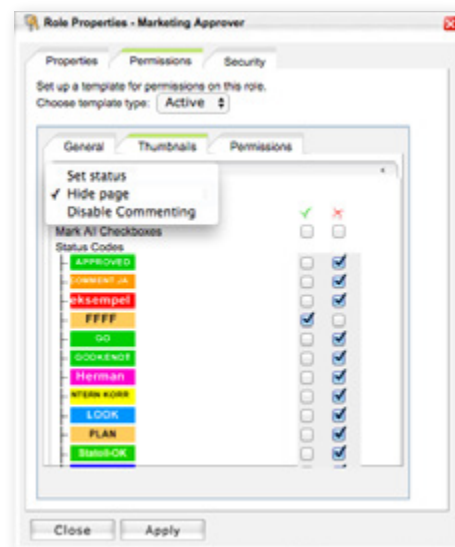 Role Properties - Marketing Approver
Properties Permissions Security
Set up a template for permissions on this role.
Choose template type: Active
General Thumbnails Permissions
Set status
✓ Hide page
Disable Commenting
Mark All Checkboxes
Status Codes
APPROVED
COMMENT JA
eksempel
FFFF
GO
GODKENDT
Herman
NTERN KORR
LOOK
PLAN
Statoil-OK
Close Apply